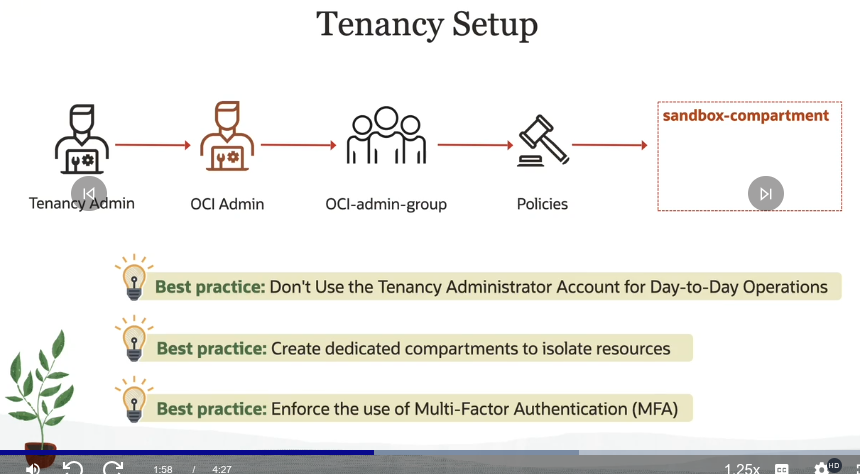 Tenancy Setup
sandbox-compartment
Tenancy Admin
OCI Admin
OCI-admin-group
Policies
Best practice: Don't Use the Tenancy Administrator Account for Day-to-Day Operations
Best practice: Create dedicated compartments to isolate resources
Best practice: Enforce the use of Multi-Factor Authentication (MFA)
1:58 / 4:27
1.25x
CC
HD